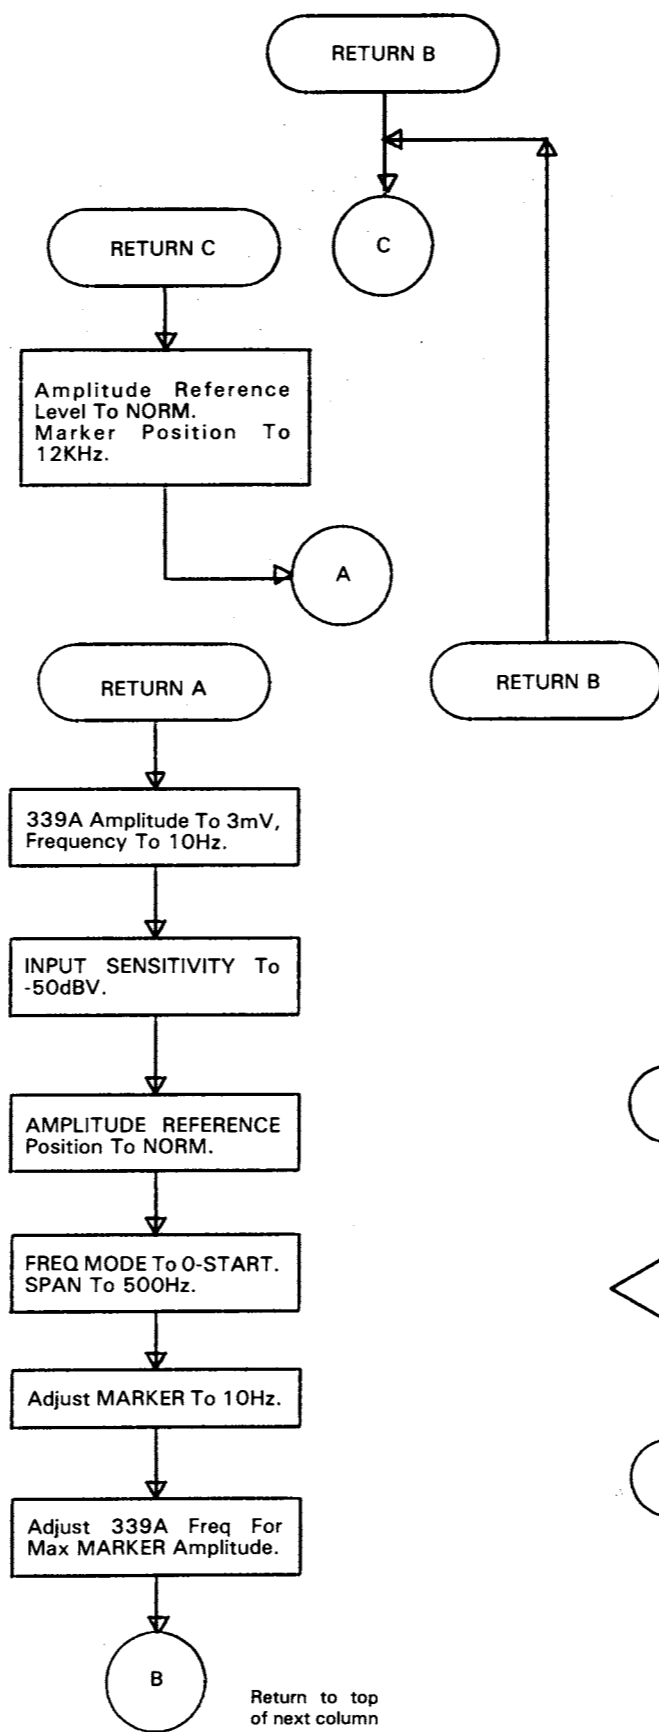 RETURN B
C
RETURN C
Amplitude Reference
Level To NORM.
Marker Position To
12KHz.
A
RETURN A
RETURN B
339A Amplitude To 3mV,
Frequency To 10Hz.
INPUT SENSITIVITY To
-50dBV.
AMPLITUDE REFERENCE
Position To NORM.
FREQ MODE To 0-START.
SPAN To 500Hz.
Adjust MARKER To 10Hz.
Adjust 339A Freq For
Max MARKER Amplitude.
B
Return to top
of next column